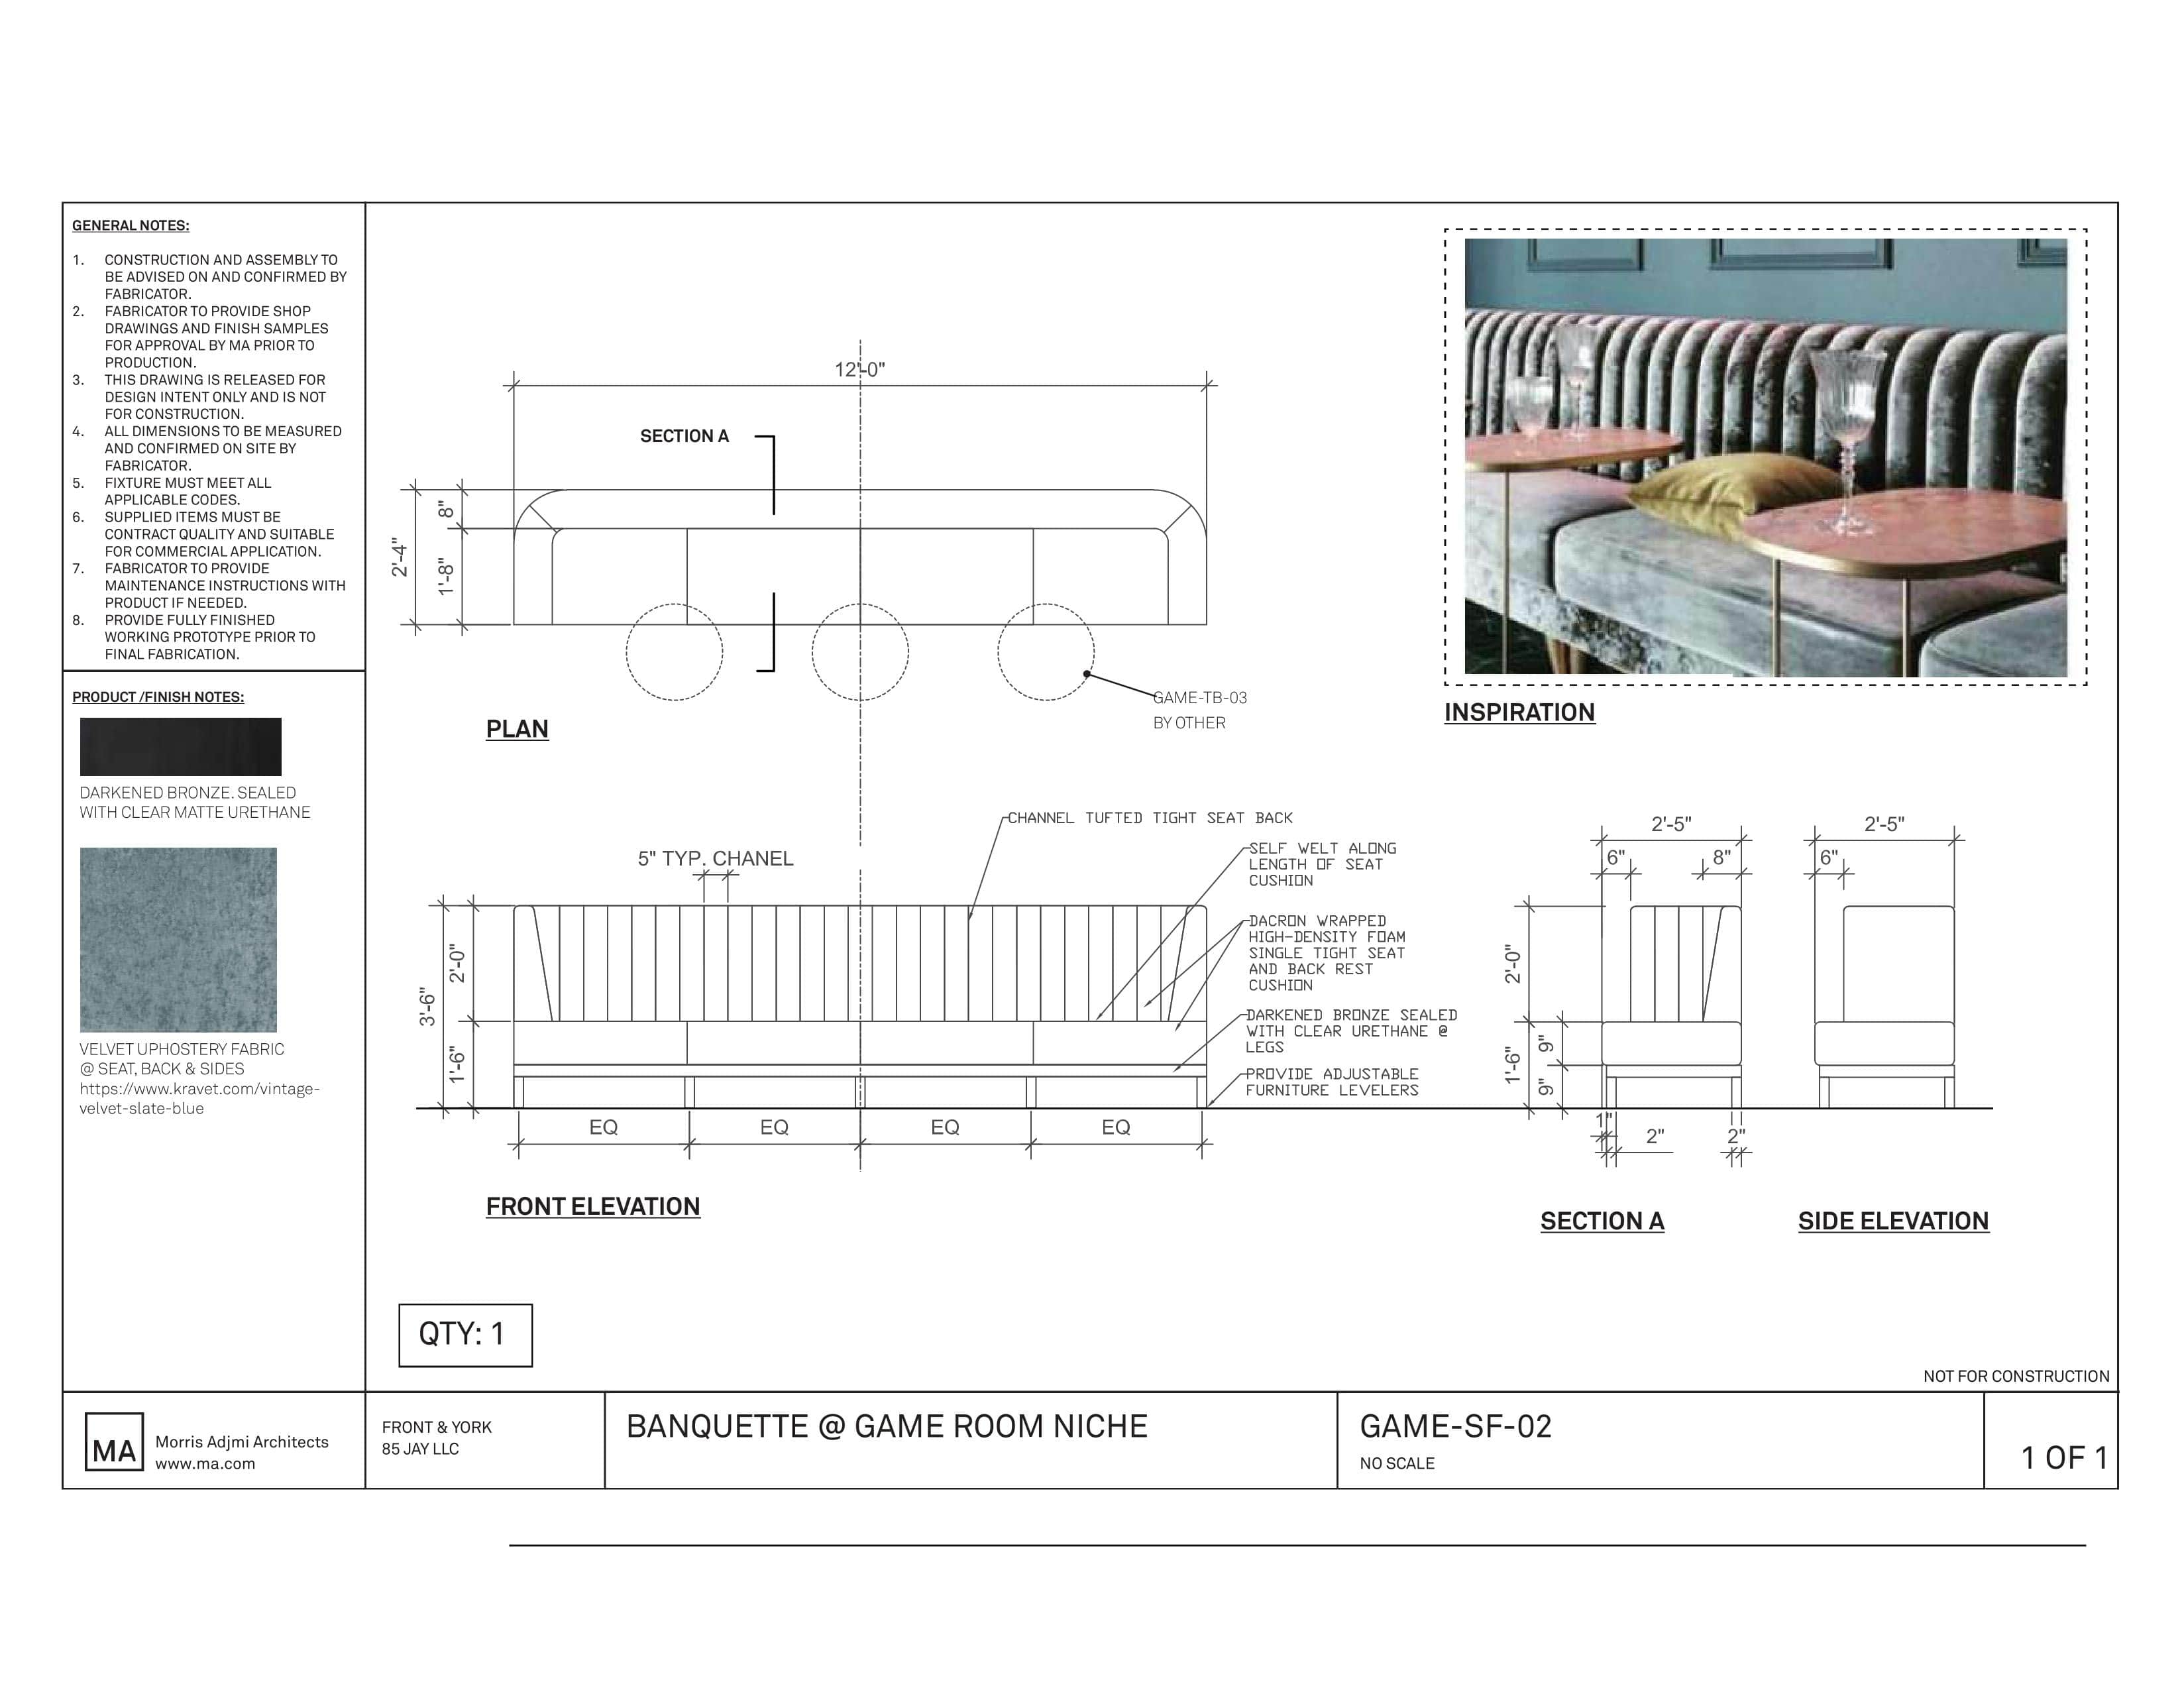 GENERAL NOTES:
1. CONSTRUCTION AND ASSEMBLY TO
BE ADVISED ON AND CONFIRMED BY
FABRICATOR.
2. FABRICATOR TO PROVIDE SHOP
DRAWINGS AND FINISH SAMPLES
FOR APPROVAL BY MA PRIOR TO
PRODUCTION.
3. THIS DRAWING IS RELEASED FOR
DESIGN INTENT ONLY AND IS NOT
FOR CONSTRUCTION.
4. ALL DIMENSIONS TO BE MEASURED
AND CONFIRMED ON SITE BY
FABRICATOR.
5. FIXTURE MUST MEET ALL
APPLICABLE CODES.
6. SUPPLIED ITEMS MUST BE
CONTRACT QUALITY AND SUITABLE
FOR COMMERCIAL APPLICATION.
7. FABRICATOR TO PROVIDE
MAINTENANCE INSTRUCTIONS WITH
PRODUCT IF NEEDED.
8. PROVIDE FULLY FINISHED
WORKING PROTOTYPE PRIOR TO
FINAL FABRICATION.
PRODUCT /FINISH NOTES:
DARKENED BRONZE. SEALED
WITH CLEAR MATTE URETHANE
VELVET UPHOSTERY FABRIC
@ SEAT, BACK & SIDES
https://www.kravet.com/vintage-
velvet-slate-blue
12'-0"
SECTION A
8"
2'-4"
1'-8"
GAME-TB-03
BY OTHER
PLAN
INSPIRATION
CHANNEL TUFTED TIGHT SEAT BACK
5" TYP. CHANEL
SELF WELT ALONG
LENGTH OF SEAT
CUSHION
DACRON WRAPPED
HIGH-DENSITY FOAM
SINGLE TIGHT SEAT
AND BACK REST
CUSHION
DARKENED BRONZE SEALED
WITH CLEAR URETHANE @
LEGS
PROVIDE ADJUSTABLE
FURNITURE LEVELERS
3'-6"
2'-0"
1'-6"
EQ EQ EQ EQ
FRONT ELEVATION
2'-5"
6" 8"
2'-0"
1'-6"
9"
9"
1"
2" 2"
SECTION A
2'-5"
6"
SIDE ELEVATION
QTY: 1
NOT FOR CONSTRUCTION
MA
Morris Adjmi Architects
www.ma.com
FRONT & YORK
85 JAY LLC
BANQUETTE @ GAME ROOM NICHE
GAME-SF-02
NO SCALE
1 OF 1